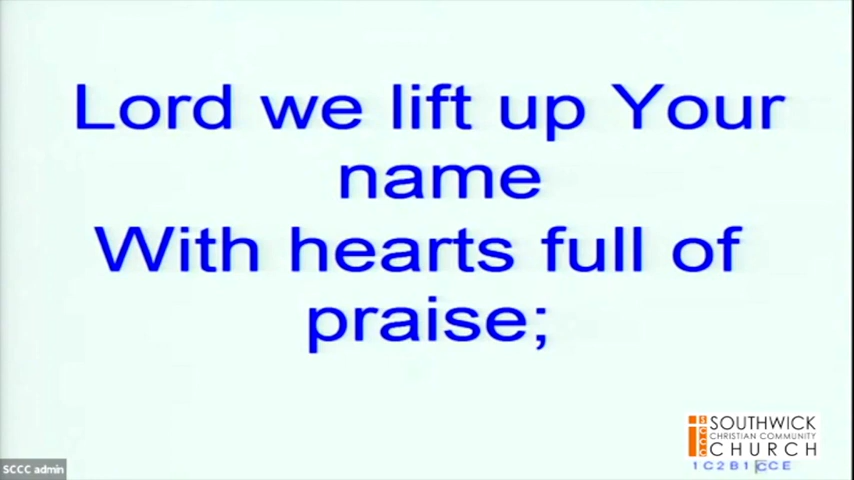 Lord we lift up Your
name
With hearts full of
praise;
SOUTHWICK
CHRISTIAN COMMUNITY
CHURCH
SCCC admin